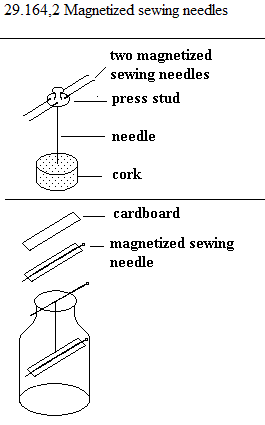 29.164,2 Magnetized sewing needles
two magnetized
sewing needles
press stud
needle
cork
cardboard
magnetized sewing
needle